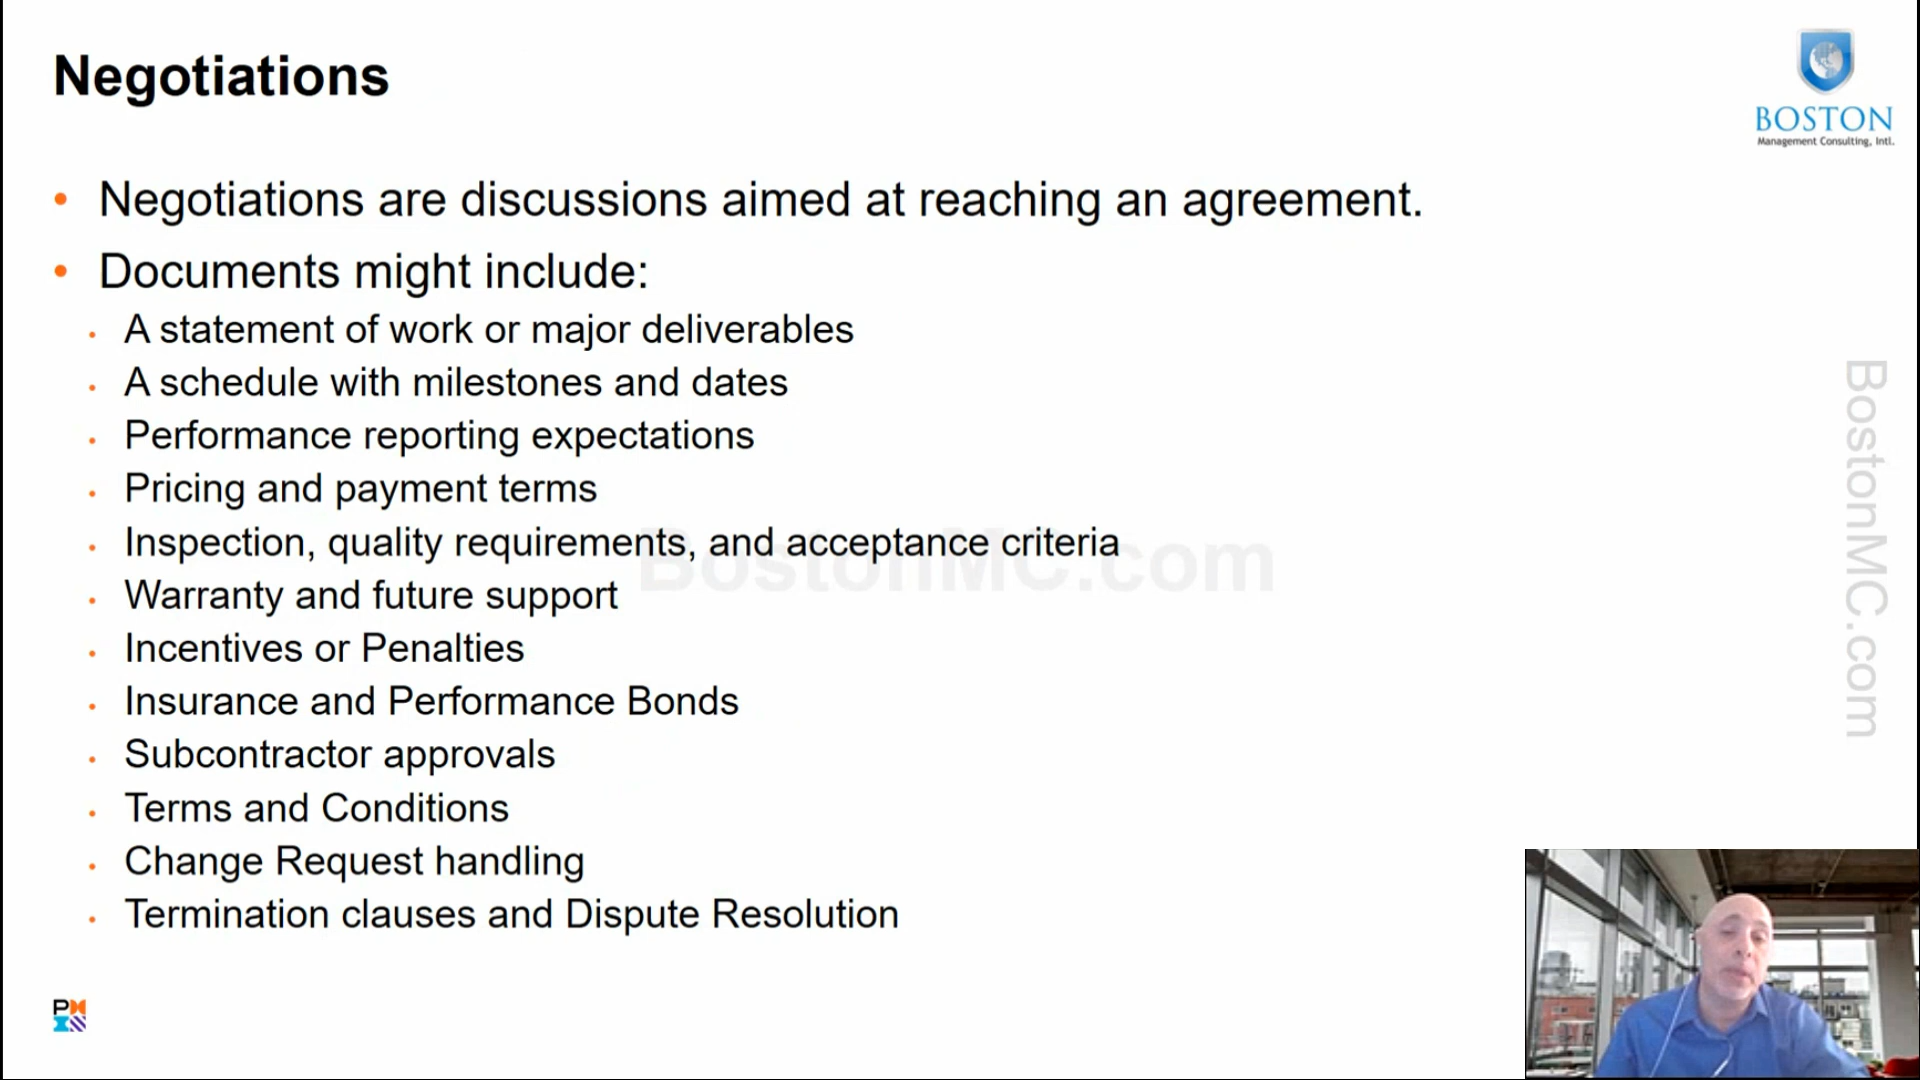 Negotiations
BOSTON
Management Consulting, Intl.
• Negotiations are discussions aimed at reaching an agreement.
• Documents might include:
• A statement of work or major deliverables
• A schedule with milestones and dates
• Performance reporting expectations
• Pricing and payment terms
• Inspection, quality requirements, and acceptance criteria
• Warranty and future support
• Incentives or Penalties
• Insurance and Performance Bonds
• Subcontractor approvals
• Terms and Conditions
• Change Request handling
• Termination clauses and Dispute Resolution
BostonMC.com
BostonMC.com